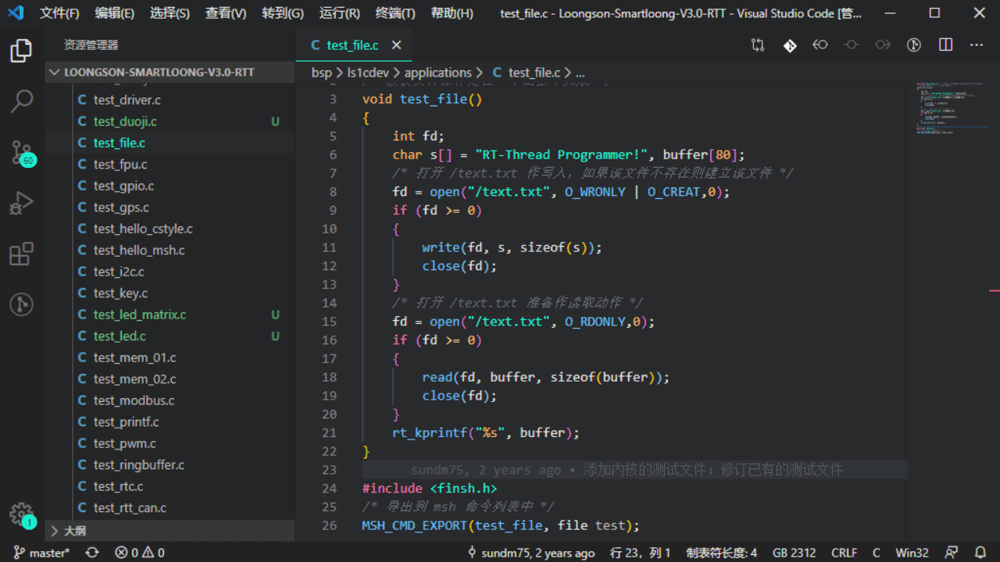 文件(F) 编辑(E) 选择(S) 查看(V) 转到(G) 运行(R) 终端(T) 帮助(H) test_file.c - Loongson-Smartloong-V3.0-RTT - Visual Studio Code [管...
资源管理器
LOONGSON-SMARTLOONG-V3.0-RTT
C test_driver.c
C test_duoji.c U
C test_file.c
C test_fpu.c
C test_gpio.c
C test_gps.c
C test_hello_cstyle.c
C test_hello_msh.c
C test_i2c.c
C test_key.c
C test_led_matrix.c U
C test_led.c U
C test_mem_01.c
C test_mem_02.c
C test_modbus.c
C test_printf.c
C test_pwm.c
C test_ringbuffer.c
C test_rtc.c
C test_rtt_can.c
大纲
60
1
C test_file.c
bsp > ls1cdev > applications > C test_file.c > ...
3 void test_file()
4 {
5 int fd;
6 char s[] = "RT-Thread Programmer!", buffer[80];
7 /* 打开 /text.txt 作写入，如果该文件不存在则建立该文件 */
8 fd = open("/text.txt", O_WRONLY | O_CREAT,0);
9 if (fd >= 0)
10 {
11 write(fd, s, sizeof(s));
12 close(fd);
13 }
14 /* 打开 /text.txt 准备作读取动作 */
15 fd = open("/text.txt", O_RDONLY,0);
16 if (fd >= 0)
17 {
18 read(fd, buffer, sizeof(buffer));
19 close(fd);
20 }
21 rt_kprintf("%s", buffer);
22 }
23 sundm75, 2 years ago • 添加内核的测试文件；修订已有的测试文件
24 #include <finsh.h>
25 /* 导出到 msh 命令列表中 */
26 MSH_CMD_EXPORT(test_file, file test);
master* 0 0 sundm75, 2 years ago 行 23，列 1 制表符长度: 4 GB 2312 CRLF C Win32